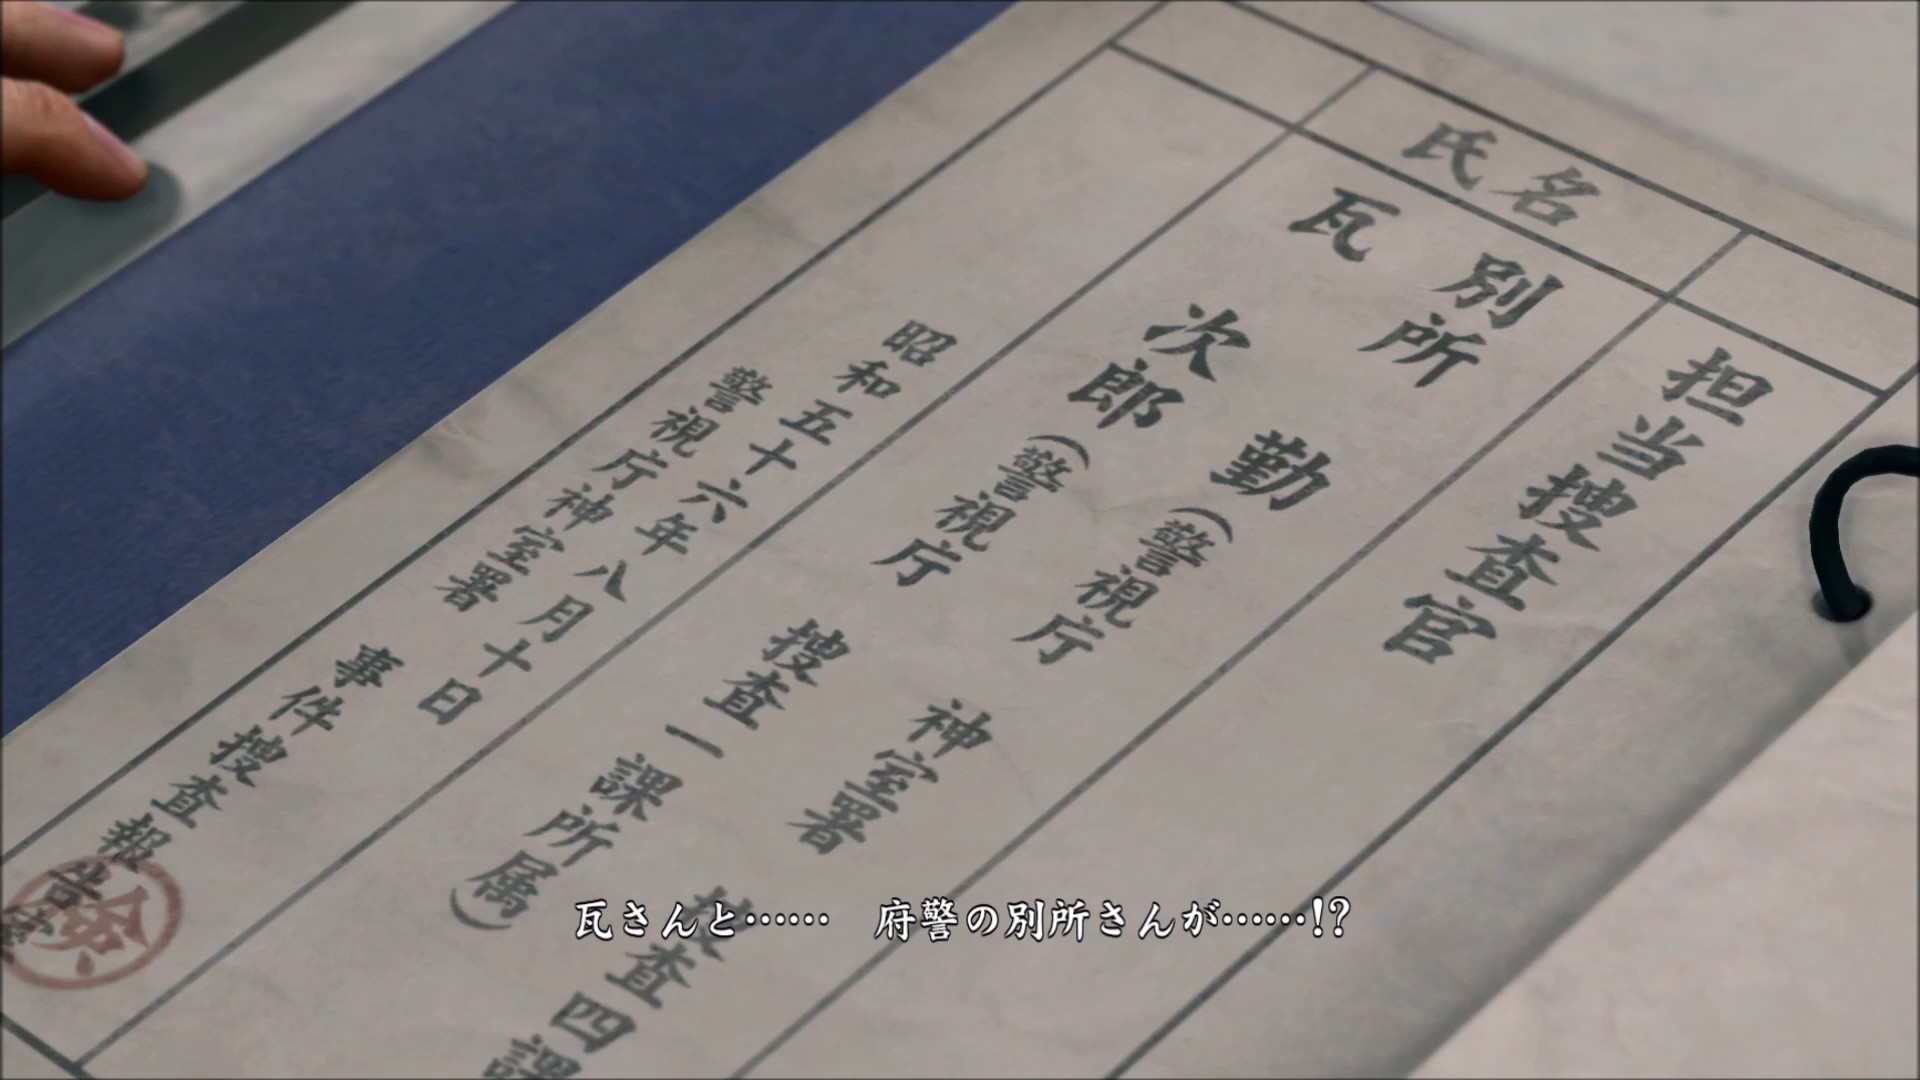 氏名
担当捜査官
別所 勤 (警視庁 神室署 捜査四課
瓦 次郎 (警視庁 捜査一課所属)
昭和五十六年八月十日
警視庁神室署 事件捜査報告
検
瓦さんと…… 府警の別所さんが……!?